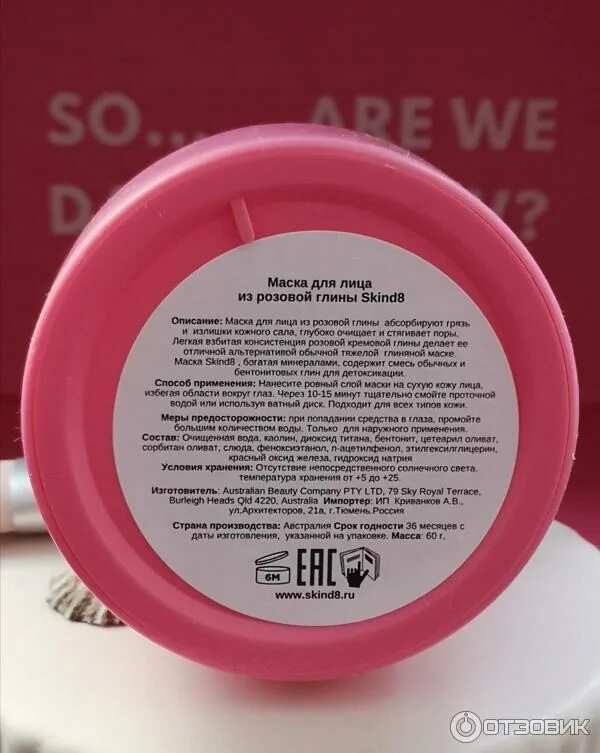 SO... ARE WE
D Y?
Маска для лица
из розовой глины Skind8
Описание: Маска для лица из розовой глины абсорбируют грязь
и излишки кожного сала, глубоко очищает и стягивает поры.
Легкая взбитая консистенция розовой кремовой глины делает ее
отличной альтернативой обычной тяжелой глиняной маске.
Маска Skind8 , богатая минералами, содержит смесь обычных и
бентонитовых глин для детоксикации.
Способ применения: Нанесите ровный слой маски на сухую кожу лица,
избегая области вокруг глаз. Через 10-15 минут тщательно смойте проточной
водой или используя ватный диск. Подходит для всех типов кожи.
Меры предосторожности: при попадании средства в глаза, промойте
большим количеством воды. Только для наружного применения.
Состав: Очищенная вода, каолин, диоксид титана, бентонит, цетеарил оливат,
сорбитан оливат, слюда, феноксиэтанол, п-ацетилфенол, этилгексилглицерин,
красный оксид железа, гидроксид натрия
Условия хранения: Отсутствие непосредственного солнечного света.
температура хранения от +5 до +25.
Изготовитель: Australian Beauty Company PTY LTD, 79 Sky Royal Terrace,
Burleigh Heads Qld 4220, Australia Импортер: ИП Криванков А.В.,
ул.Архитекторов, 21а, г.Тюмень.Россия
Страна производства: Австралия Срок годности 36 месяцев с
даты изготовления, указанной на упаковке. Масса: 60 г.
6M EAC
www.skind8.ru
ОТЗОВИК